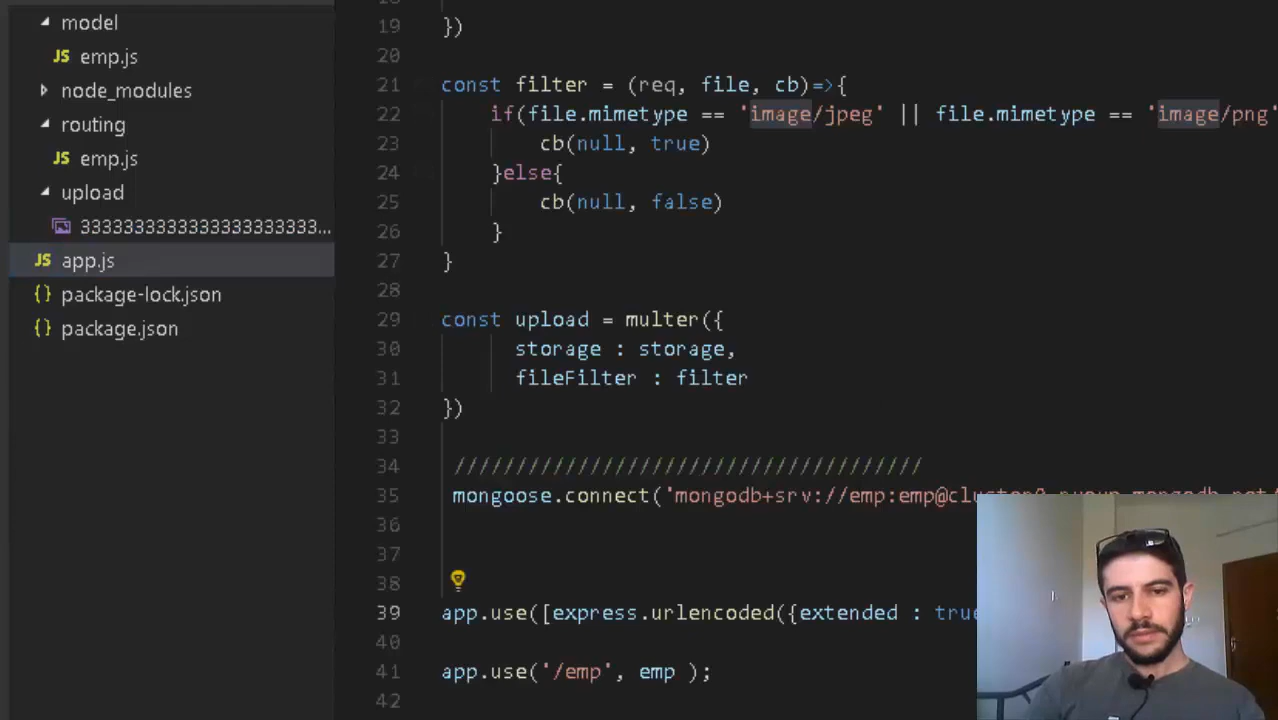 model
JS emp.js
node_modules
routing
JS emp.js
upload
3333333333333333333333...
JS app.js
{} package-lock.json
{} package.json
19 })
20
21 const filter = (req, file, cb)=>{
22 if(file.mimetype == 'image/jpeg' || file.mimetype == 'image/png'
23 cb(null, true)
24 }else{
25 cb(null, false)
26 }
27 }
28
29 const upload = multer({
30 storage : storage,
31 fileFilter : filter
32 })
33
34 //////////////////////////////////////
35 mongoose.connect('mongodb+srv://emp:emp@
36
37
38
39 app.use([express.urlencoded({extended : true
40
41 app.use('/emp', emp );
42